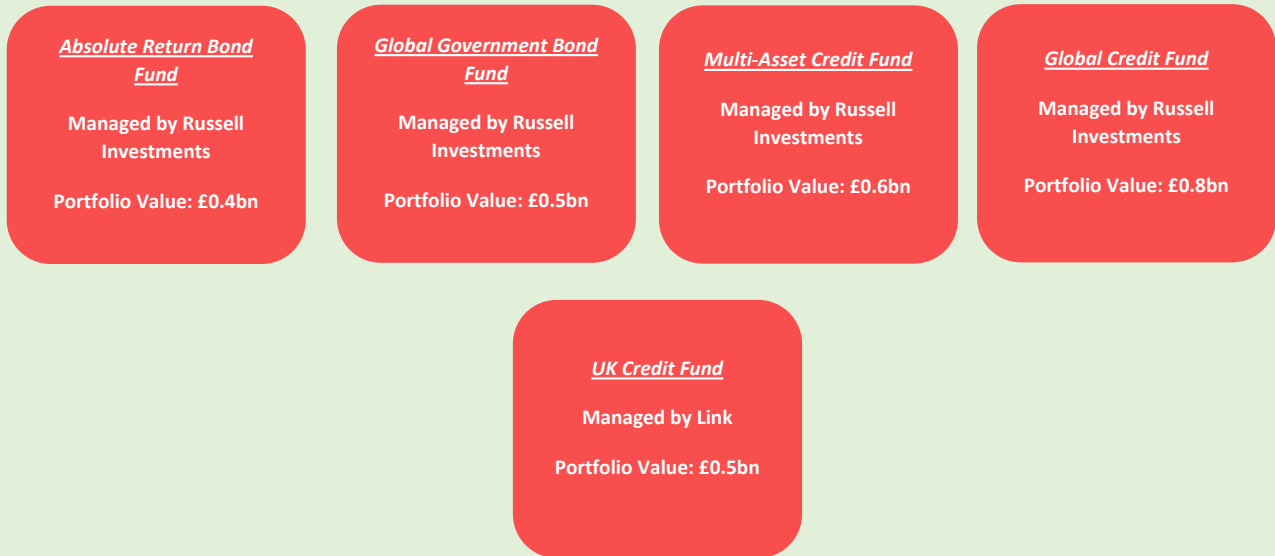 Absolute Return Bond
Fund
Managed by Russell
Investments
Portfolio Value: £0.4bn
Global Government Bond
Fund
Managed by Russell
Investments
Portfolio Value: £0.5bn
Multi-Asset Credit Fund
Managed by Russell
Investments
Portfolio Value: £0.6bn
Global Credit Fund
Managed by Russell
Investments
Portfolio Value: £0.8bn
UK Credit Fund
Managed by Link
Portfolio Value: £0.5bn